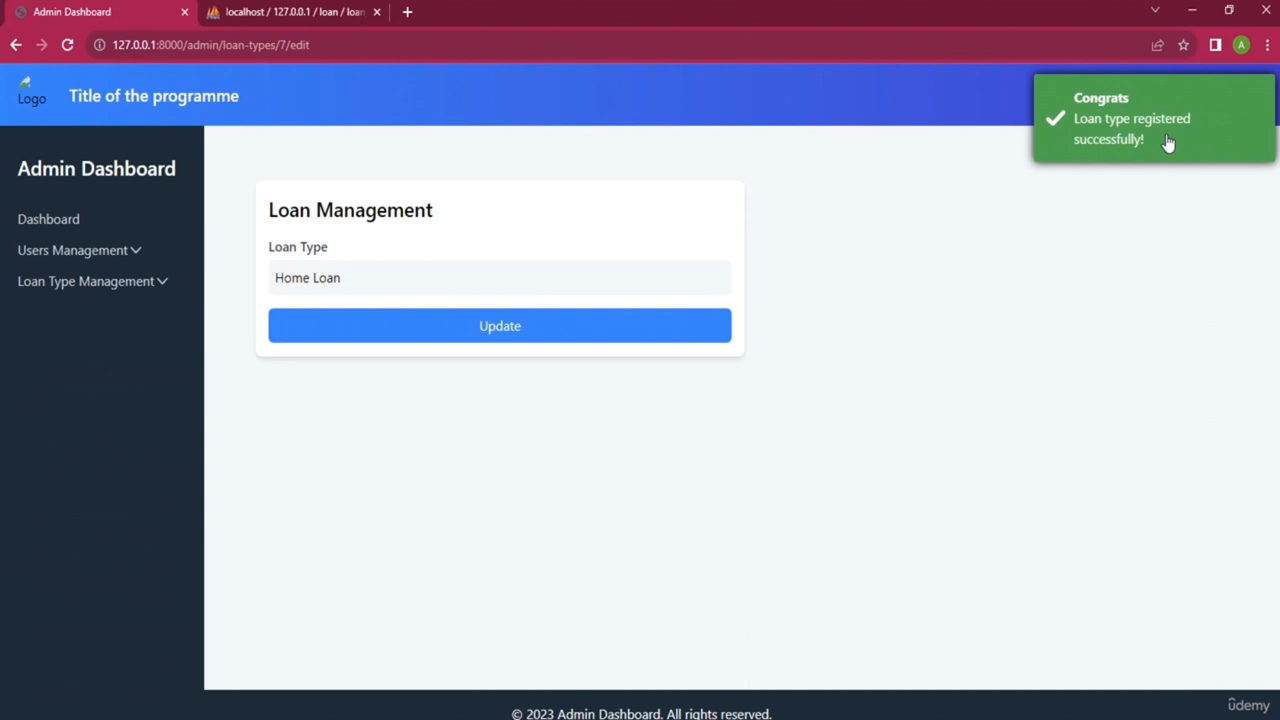 Admin Dashboard
localhost / 127.0.0.1 / loan / loan
127.0.0.1:8000/admin/loan-types/7/edit
A
Logo
Title of the programme
Congrats
Loan type registered
successfully!
Admin Dashboard
Dashboard
Users Management
Loan Type Management
Loan Management
Loan Type
Home Loan
Update
© 2023 Admin Dashboard. All rights reserved.
ûdemy